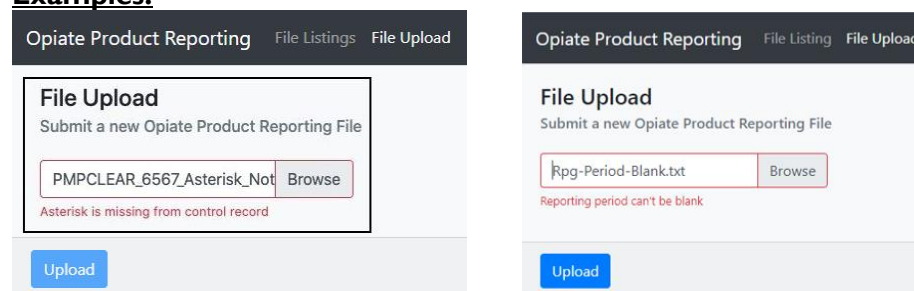 Examples:
Opiate Product Reporting File Listings File Upload
File Upload
Submit a new Opiate Product Reporting File
PMPCLEAR_6567_Asterisk_Not Browse
Asterisk is missing from control record
Upload
Opiate Product Reporting File Listing File Upload
File Upload
Submit a new Opiate Product Reporting File
Rpg-Period-Blank.txt Browse
Reporting period can't be blank
Upload